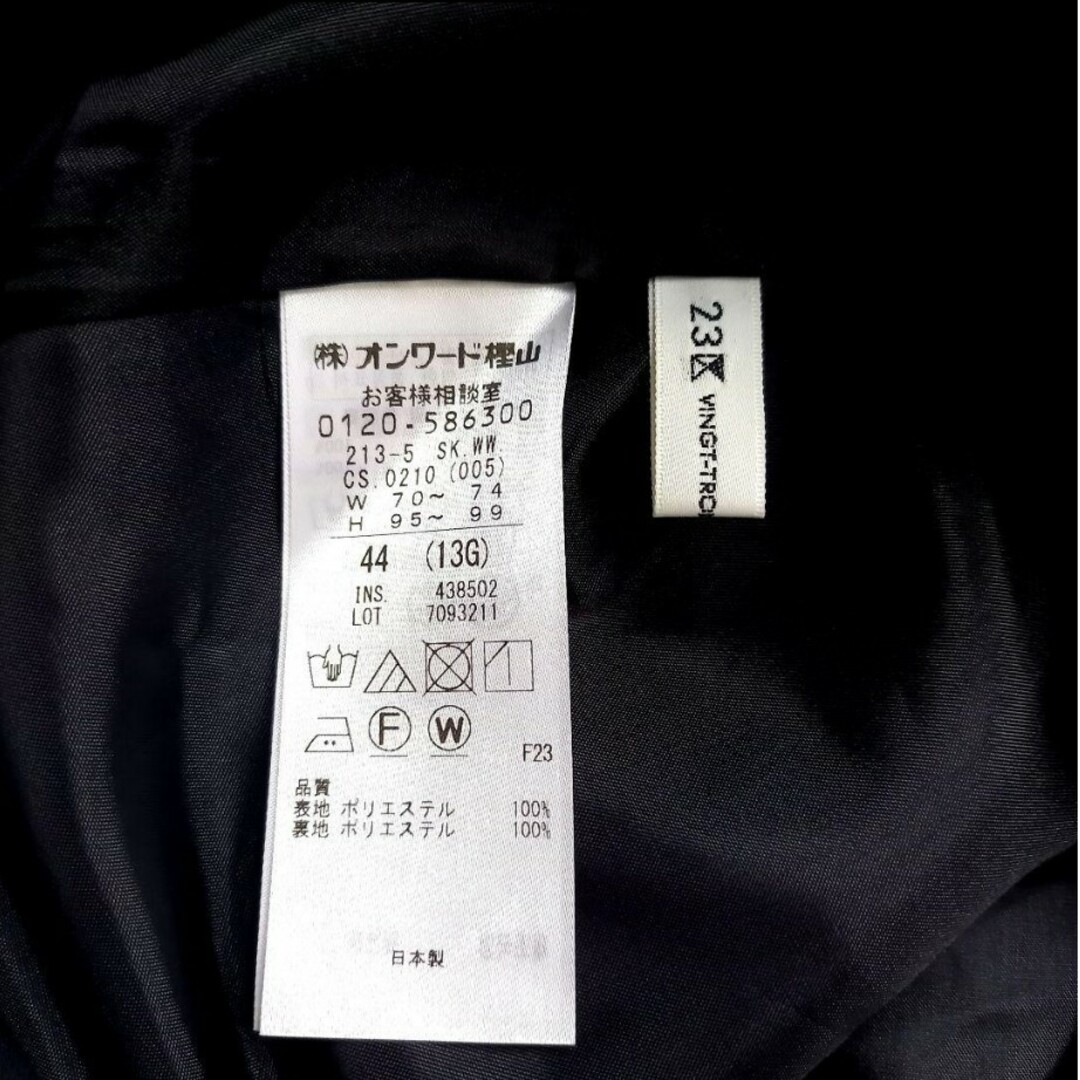 ㈱オンワード樫山
お客様相談室
0120-586300
213-5 SK.WW.
CS.0210 (005)
W 70~ 74
H 95~ 99
44 (13G)
INS. 438502
LOT 7093211
F W
F23
品質
表地 ポリエステル 100%
裏地 ポリエステル 100%
日本製
23K VINGT-TRO